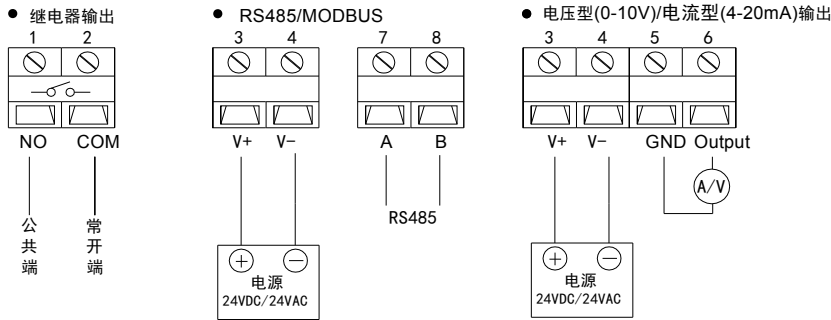 ● 继电器输出
1 2
NO COM
公共端
常开端
● RS485/MODBUS
3 4 7 8
V+ V- A B
RS485
+ −
电源
24VDC/24VAC
● 电压型(0-10V)/电流型(4-20mA)输出
3 4 5 6
V+ V- GND Output
A/V
+ −
电源
24VDC/24VAC